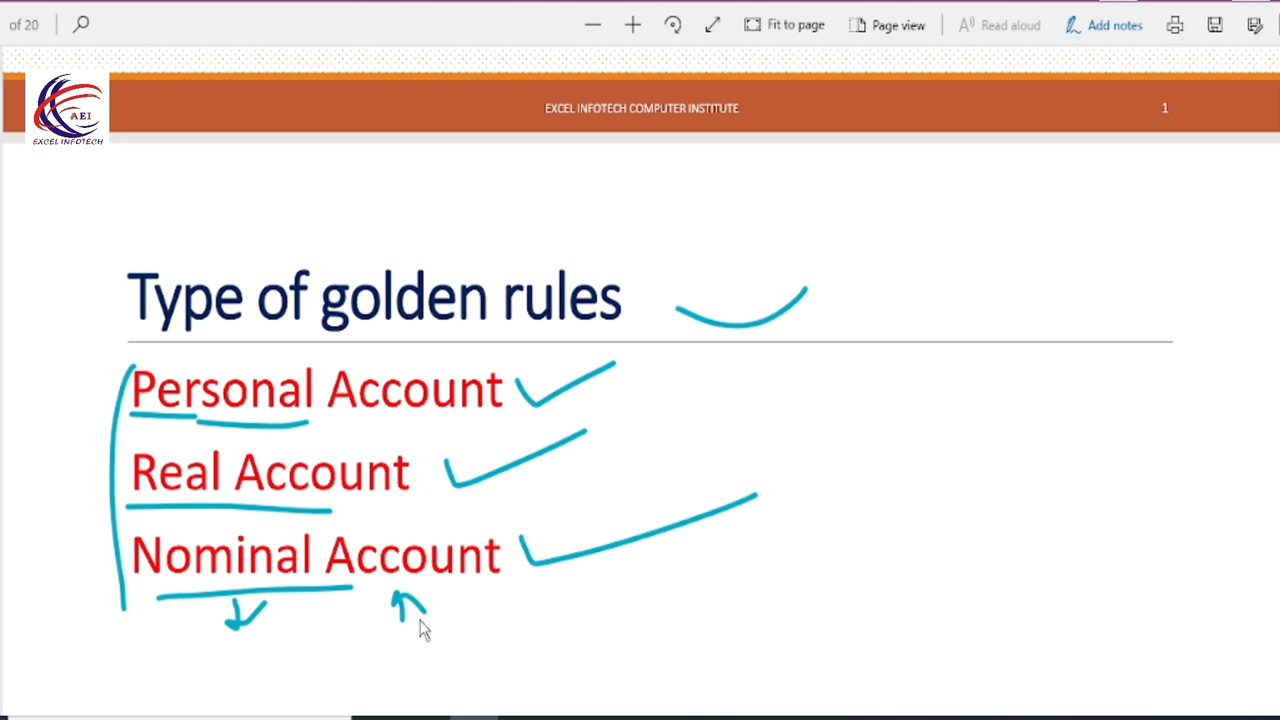 of 20
Fit to page
Page view
Read aloud
Add notes
AEI
EXCEL INFOTECH
EXCEL INFOTECH COMPUTER INSTITUTE
1
Type of golden rules
Personal Account
Real Account
Nominal Account